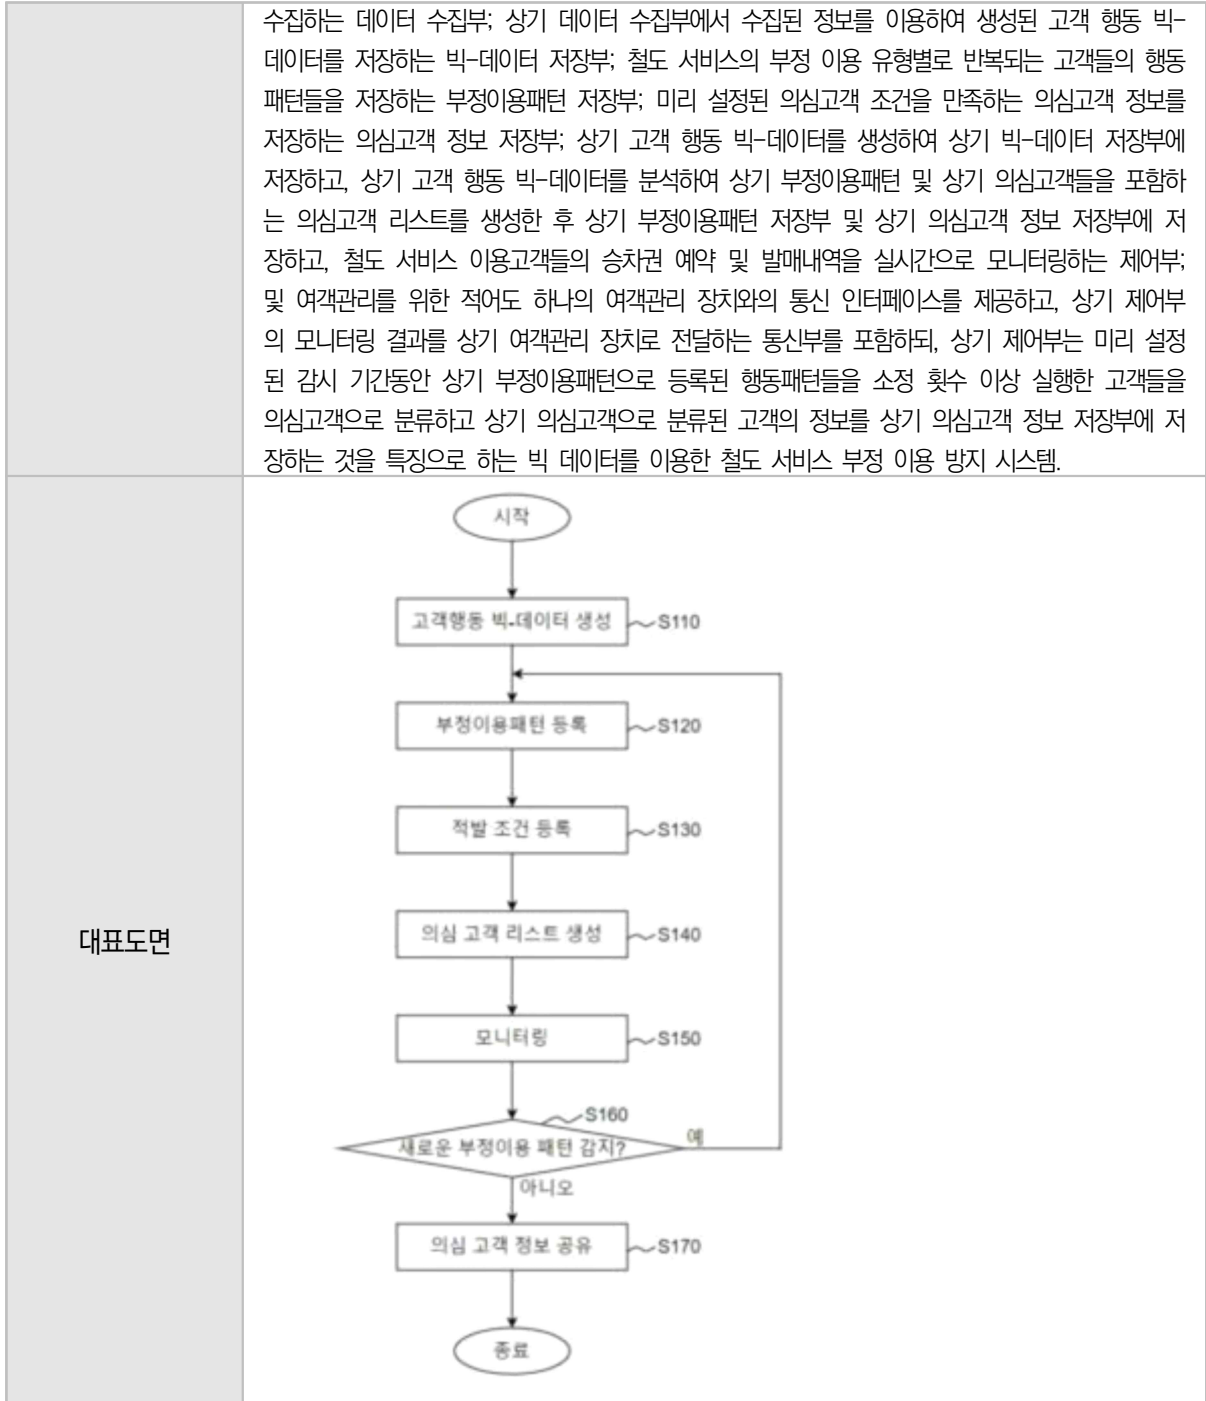 수집하는 데이터 수집부; 상기 데이터 수집부에서 수집된 정보를 이용하여 생성된 고객 행동 빅-
데이터를 저장하는 빅-데이터 저장부; 철도 서비스의 부정 이용 유형별로 반복되는 고객들의 행동
패턴들을 저장하는 부정이용패턴 저장부; 미리 설정된 의심고객 조건을 만족하는 의심고객 정보를
저장하는 의심고객 정보 저장부; 상기 고객 행동 빅-데이터를 생성하여 상기 빅-데이터 저장부에
저장하고, 상기 고객 행동 빅-데이터를 분석하여 상기 부정이용패턴 및 상기 의심고객들을 포함하
는 의심고객 리스트를 생성한 후 상기 부정이용패턴 저장부 및 상기 의심고객 정보 저장부에 저
장하고, 철도 서비스 이용고객들의 승차권 예약 및 발매내역을 실시간으로 모니터링하는 제어부;
및 여객관리를 위한 적어도 하나의 여객관리 장치와의 통신 인터페이스를 제공하고, 상기 제어부
의 모니터링 결과를 상기 여객관리 장치로 전달하는 통신부를 포함하되, 상기 제어부는 미리 설정
된 감시 기간동안 상기 부정이용패턴으로 등록된 행동패턴들을 소정 횟수 이상 실행한 고객들을
의심고객으로 분류하고 상기 의심고객으로 분류된 고객의 정보를 상기 의심고객 정보 저장부에 저
장하는 것을 특징으로 하는 빅 데이터를 이용한 철도 서비스 부정 이용 방지 시스템.
대표도면
시작
고객행동 빅-데이터 생성 S110
부정이용패턴 등록 S120
적발 조건 등록 S130
의심 고객 리스트 생성 S140
모니터링 S150
S160
새로운 부정이용 패턴 감지? 예
아니오
의심 고객 정보 공유 S170
종료